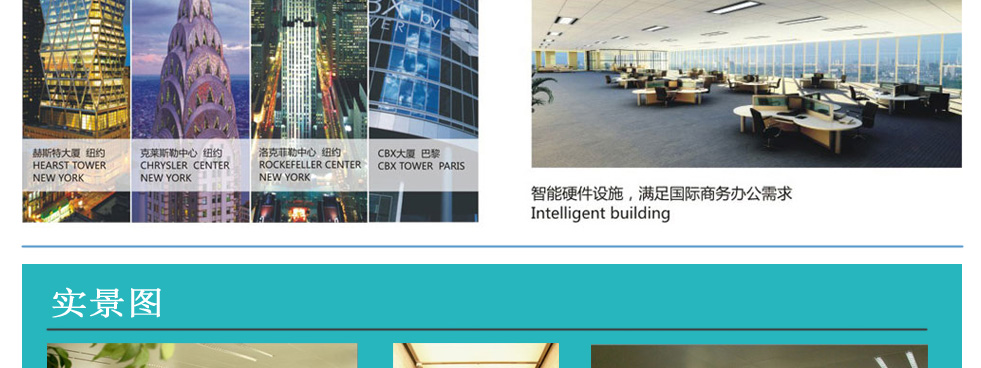 BX by
TOWER
赫斯特大厦 纽约
HEARST TOWER
NEW YORK
克莱斯勒中心 纽约
CHRYSLER CENTER
NEW YORK
洛克菲勒中心 纽约
ROCKEFELLER CENTER
NEW YORK
CBX大厦 巴黎
CBX TOWER PARIS
智能硬件设施，满足国际商务办公需求
Intelligent building
实景图